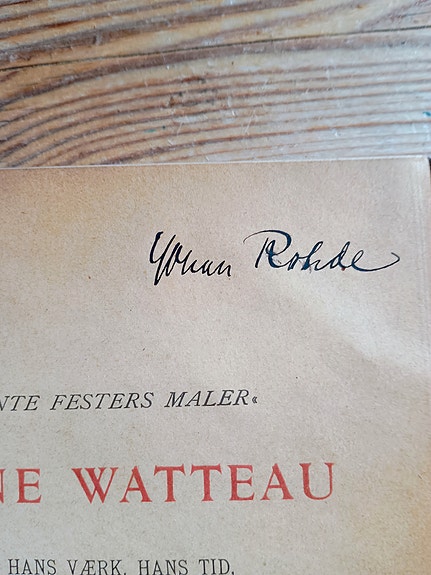 Johan Rohde
NTE FESTERS MALER«
NE WATTEAU
HANS VÆRK, HANS TID,